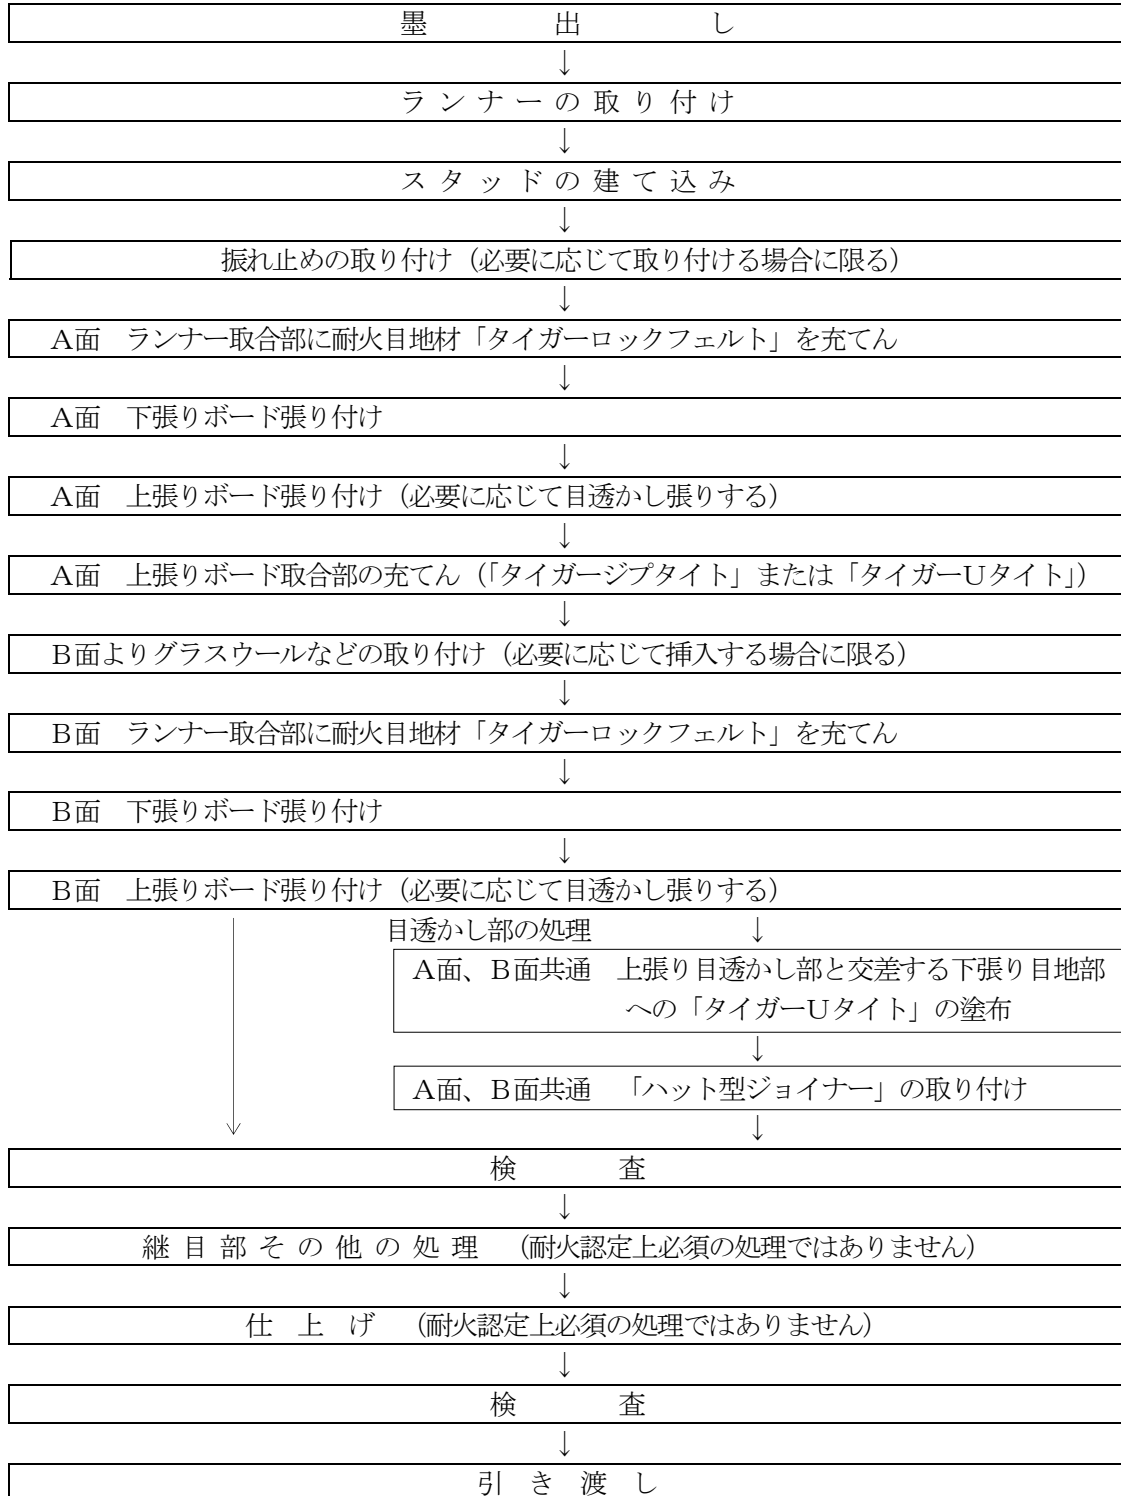 墨出し
↓
ランナーの取り付け
↓
スタッドの建て込み
↓
振れ止めの取り付け（必要に応じて取り付ける場合に限る）
↓
A面　ランナー取合部に耐火目地材「タイガーロックフェルト」を充てん
↓
A面　下張りボード張り付け
↓
A面　上張りボード張り付け（必要に応じて目透かし張りする）
↓
A面　上張りボード取合部の充てん（「タイガージプタイト」または「タイガーUタイト」）
↓
B面よりグラスウールなどの取り付け（必要に応じて挿入する場合に限る）
↓
B面　ランナー取合部に耐火目地材「タイガーロックフェルト」を充てん
↓
B面　下張りボード張り付け
↓
B面　上張りボード張り付け（必要に応じて目透かし張りする）
目透かし部の処理　↓
A面、B面共通　上張り目透かし部と交差する下張り目地部
への「タイガーUタイト」の塗布
↓
A面、B面共通　「ハット型ジョイナー」の取り付け
↓
検査
↓
継目部その他の処理　（耐火認定上必須の処理ではありません）
↓
仕上げ　（耐火認定上必須の処理ではありません）
↓
検査
↓
引き渡し